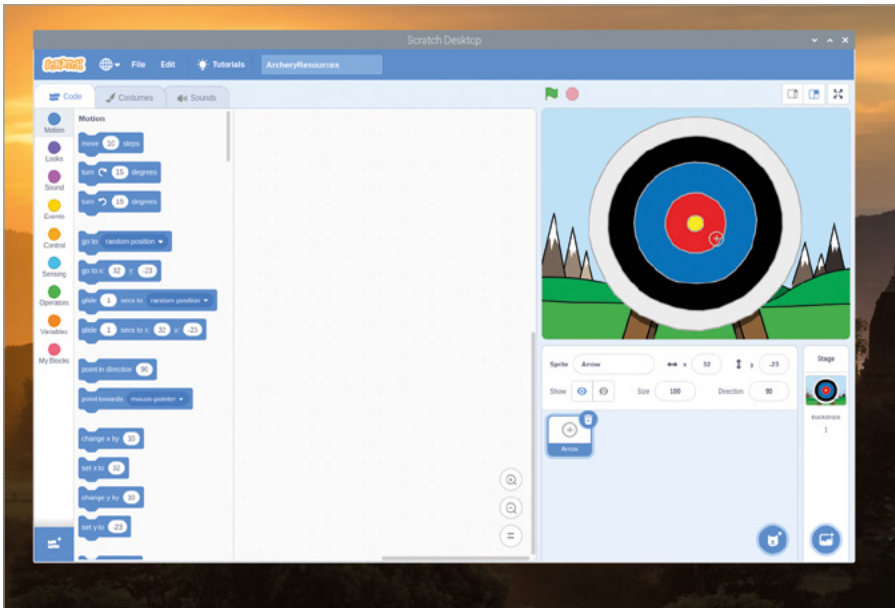 Scratch Desktop
SCRATCH
File Edit Tutorials ArcheryResources
Code Costumes Sounds
Motion
Looks
Sound
Events
Control
Sensing
Operators
Variables
My Blocks
Motion
move 10 steps
turn 15 degrees
turn 15 degrees
go to random position
go to x: 32 y: -23
glide 1 secs to random position
glide 1 secs to x: 32 y: -23
point in direction 90
point towards mouse-pointer
change x by 10
set x to 32
change y by 10
set y to -23
Sprite Arrow x 32 y -23
Show Size 100 Direction 90
Arrow
Stage
Backdrops
1